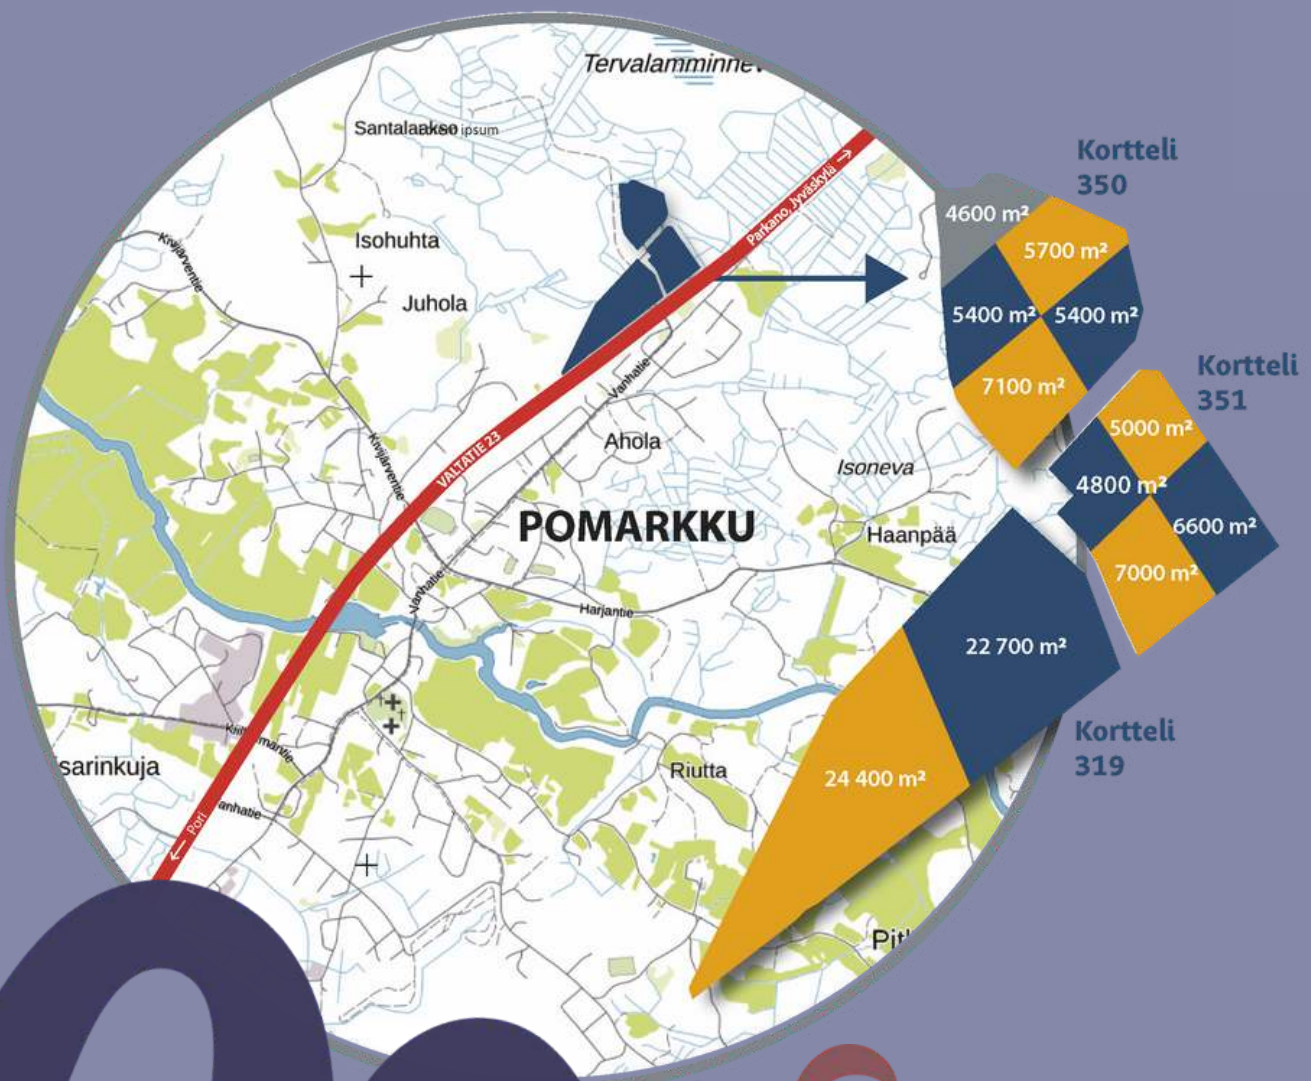 Tervalamminnev
Santalaakso
ipsum
Kortteli
350
4600 m²
5700 m²
Parkano, Jyväskylä →
Isohuhta
Kivijärventie
Juhola
5400 m²
5400 m²
7100 m²
Kortteli
351
Vanhatie
5000 m²
Ahola
VALTATIE 23
Kivijärventie
Isoneva
4800 m²
6600 m²
POMARKKU
Haanpää
7000 m²
Vanhatie
Harjantie
22 700 m²
Kortteli
319
sarinkuja
Riutta
24 400 m²
anhatie
← Pori